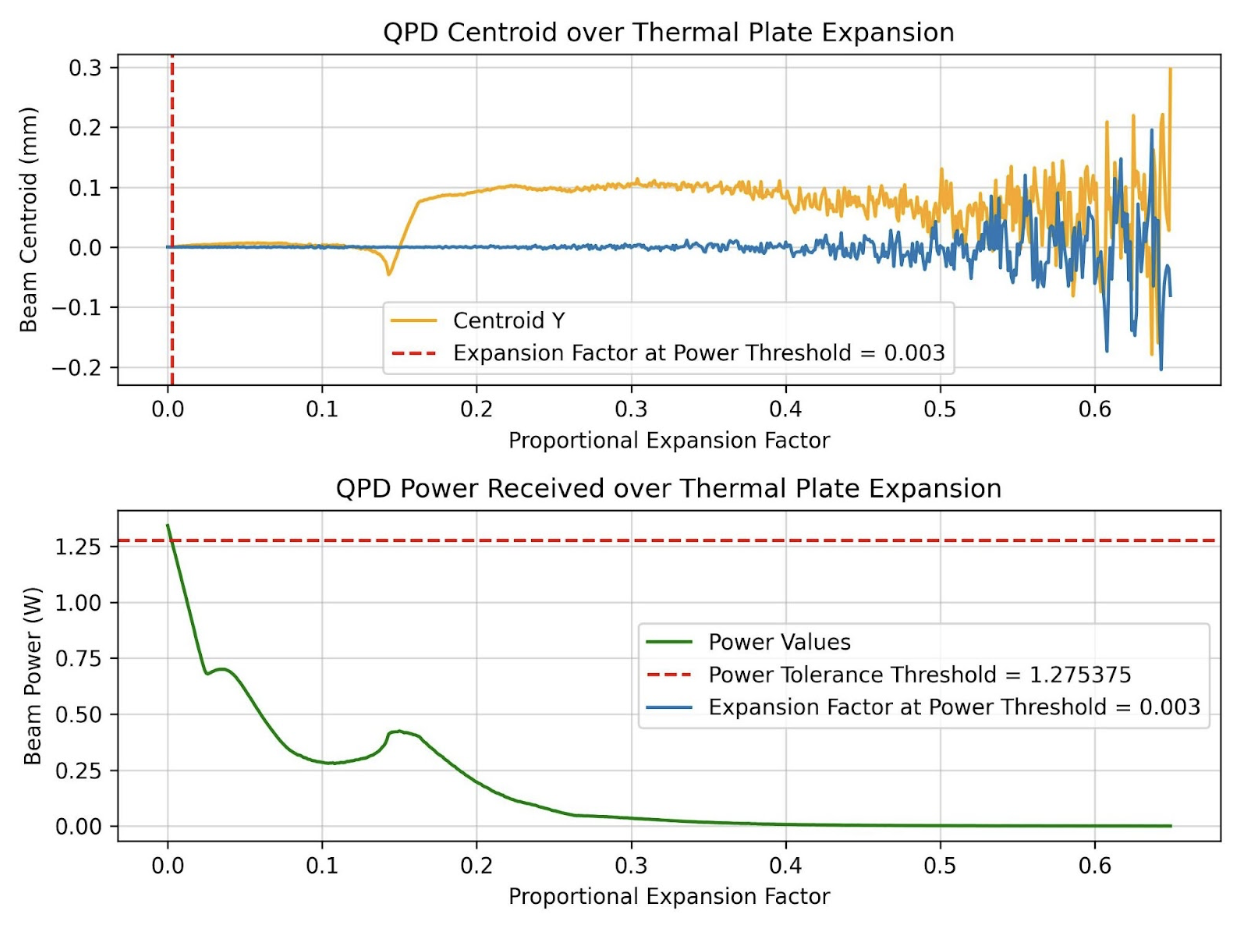 QPD Centroid over Thermal Plate Expansion
0.3
0.2
0.1
0.0
−0.1
−0.2
Beam Centroid (mm)
Centroid Y
Expansion Factor at Power Threshold = 0.003
0.0 0.1 0.2 0.3 0.4 0.5 0.6
Proportional Expansion Factor
QPD Power Received over Thermal Plate Expansion
1.25
1.00
0.75
0.50
0.25
0.00
Beam Power (W)
Power Values
Power Tolerance Threshold = 1.275375
Expansion Factor at Power Threshold = 0.003
0.0 0.1 0.2 0.3 0.4 0.5 0.6
Proportional Expansion Factor